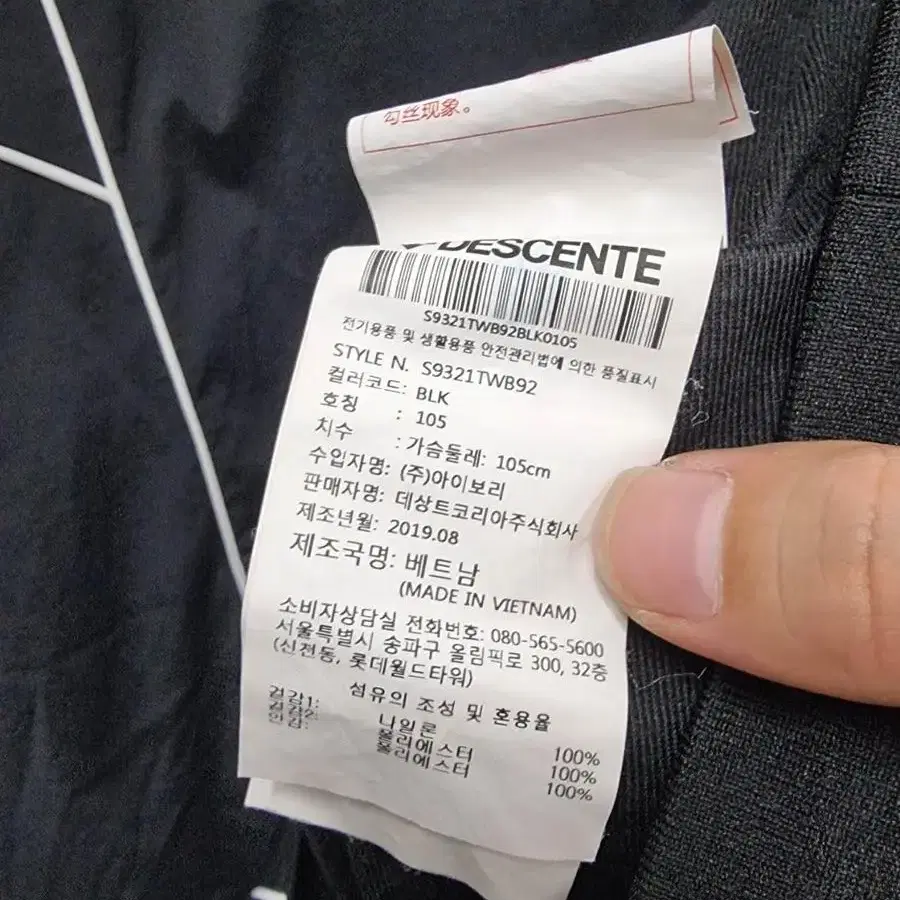 勾丝现象。
DESCENTE
S9321TWB92BLK0105
전기용품 및 생활용품 안전관리법에 의한 품질표시
STYLE N. S9321TWB92
컬러코드: BLK
호칭 : 105
치수 : 가슴둘레: 105cm
수입자명: (주)아이보리
판매자명: 데상트코리아주식회사
제조년월: 2019.08
제조국명: 베트남
(MADE IN VIETNAM)
소비자상담실 전화번호: 080-565-5600
서울특별시 송파구 올림픽로 300, 32층
(신천동, 롯데월드타워)
섬유의 조성 및 혼용율
겉감1: 나일론 100%
겉감2: 폴리에스터 100%
안감: 폴리에스터 100%